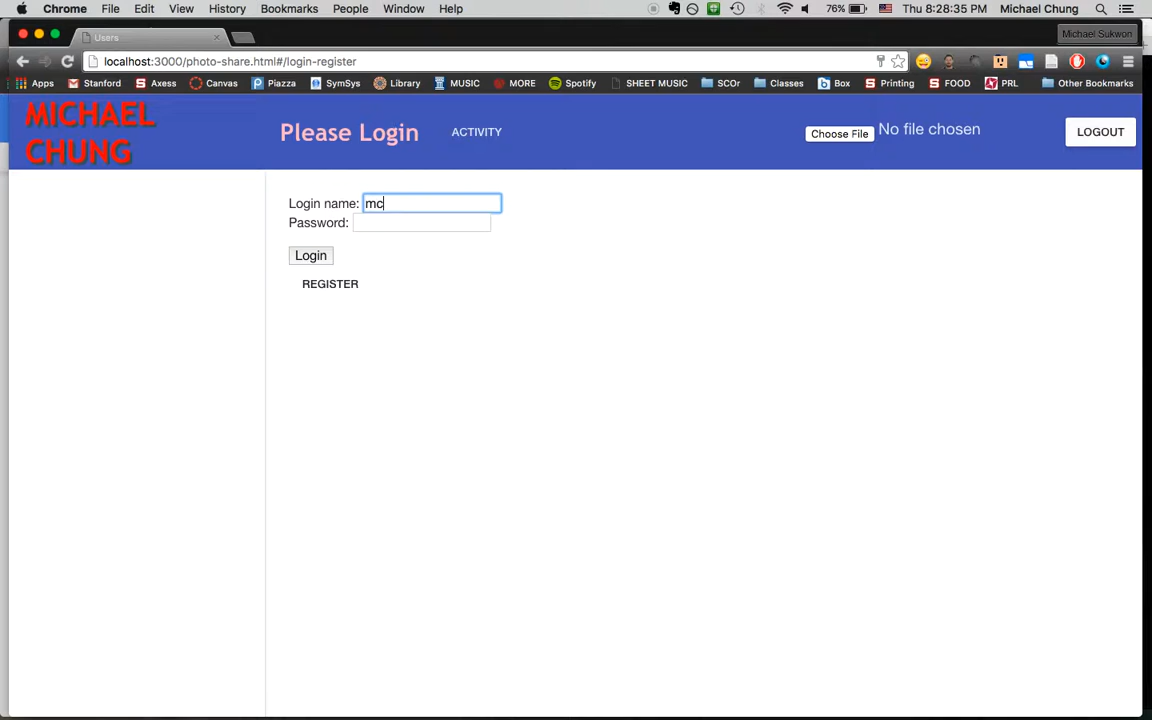 Chrome File Edit View History Bookmarks People Window Help 76% Thu 8:28:35 PM Michael Chung
Users Michael Sukwon
localhost:3000/photo-share.html#/login-register
Apps Stanford Axess Canvas Piazza SymSys Library MUSIC MORE Spotify SHEET MUSIC SCOr Classes Box Printing FOOD PRL Other Bookmarks
MICHAEL
CHUNG
Please Login ACTIVITY Choose File No file chosen LOGOUT
Login name: mc
Password:
Login
REGISTER